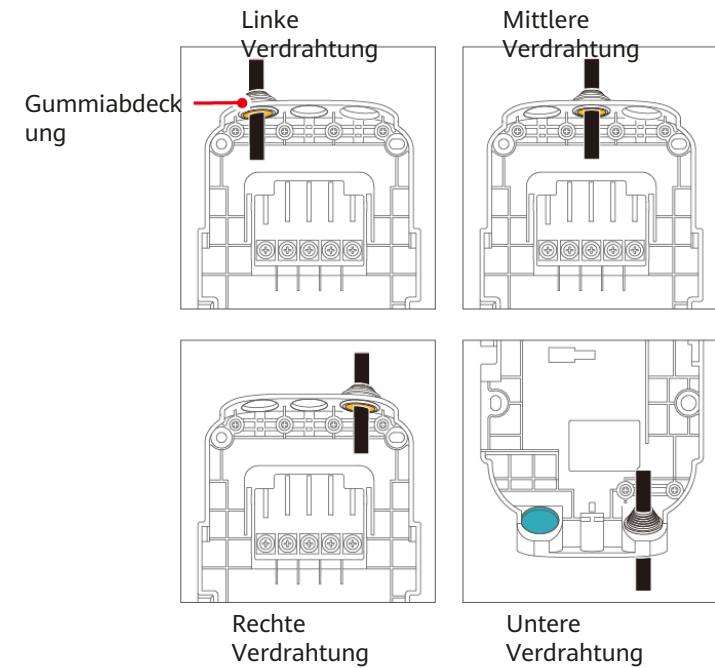 Linke
Verdrahtung
Mittlere
Verdrahtung
Gummiabdeck
ung
Rechte
Verdrahtung
Untere
Verdrahtung